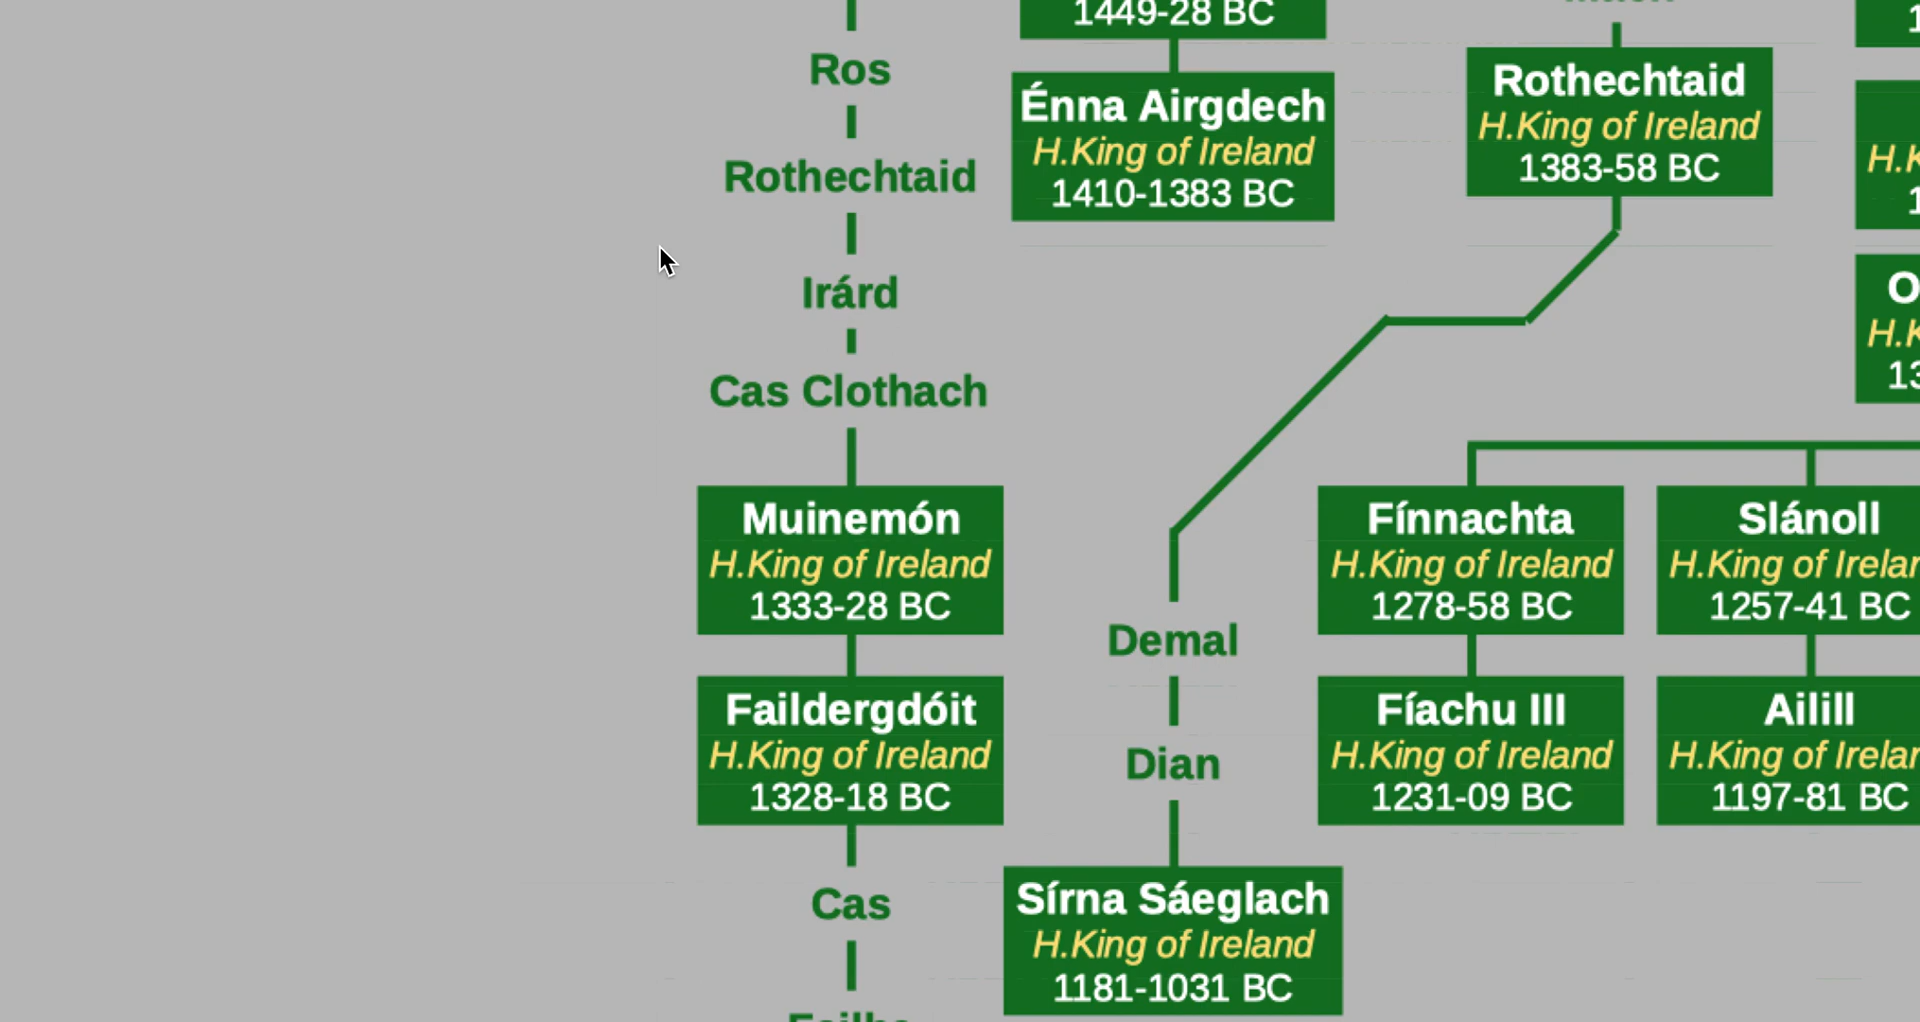 1449-28 BC
Ros
Énna Airgdech
H.King of Ireland
1410-1383 BC
Rothechtaid
H.King of Ireland
1383-58 BC
Rothechtaid
Irárd
Cas Clothach
Muinemón
H.King of Ireland
1333-28 BC
Fínnachta
H.King of Ireland
1278-58 BC
Slánoll
H.King of Irelan
1257-41 BC
Demal
Faildergdóit
H.King of Ireland
1328-18 BC
Dian
Fíachu III
H.King of Ireland
1231-09 BC
Ailill
H.King of Irelan
1197-81 BC
Cas
Sírna Sáeglach
H.King of Ireland
1181-1031 BC